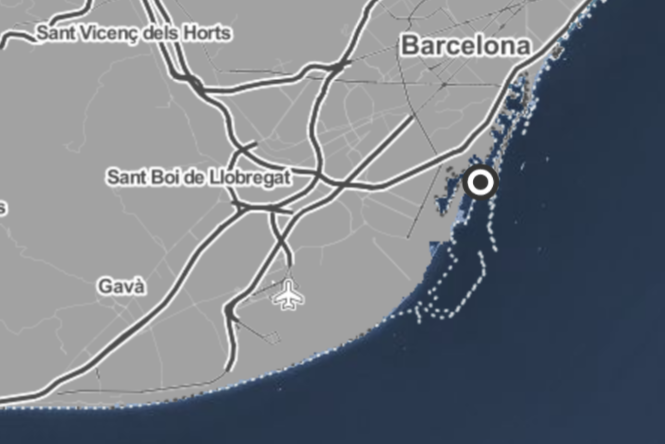 Sant Vicenç dels Horts
Barcelona
Sant Boi de Llobregat
s
Gavà